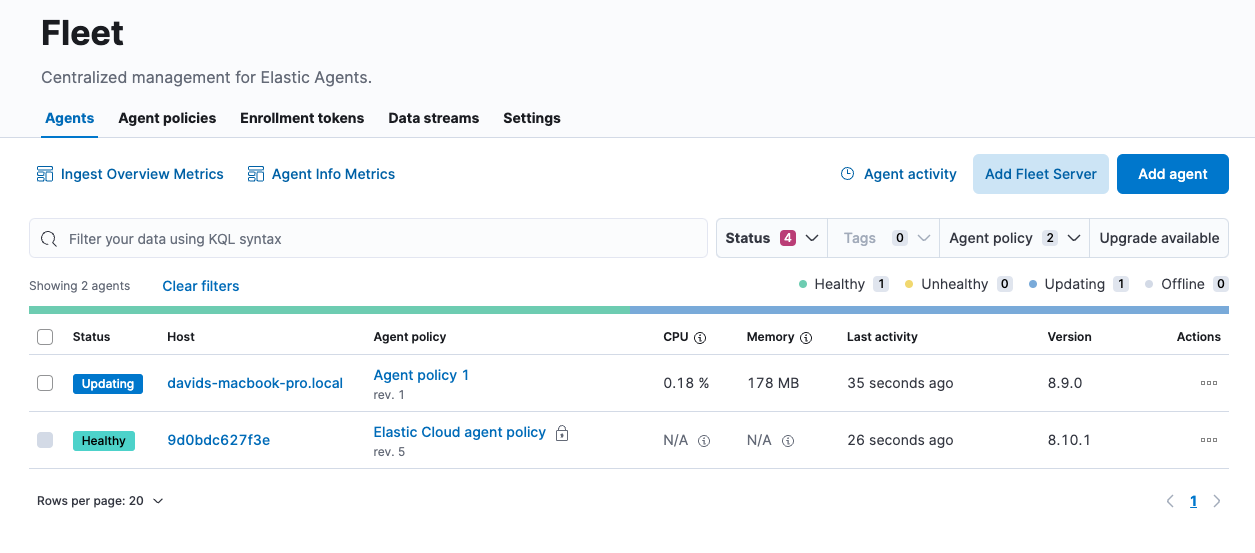 Fleet
Centralized management for Elastic Agents.
Agents Agent policies Enrollment tokens Data streams Settings
Ingest Overview Metrics Agent Info Metrics Agent activity Add Fleet Server Add agent
Filter your data using KQL syntax Status 4 Tags 0 Agent policy 2 Upgrade available
Showing 2 agents Clear filters Healthy 1 Unhealthy 0 Updating 1 Offline 0
Status Host Agent policy CPU Memory Last activity Version Actions
Updating davids-macbook-pro.local Agent policy 1 0.18 % 178 MB 35 seconds ago 8.9.0
rev. 1
Healthy 9d0bdc627f3e Elastic Cloud agent policy N/A N/A 26 seconds ago 8.10.1
rev. 5
Rows per page: 20 1